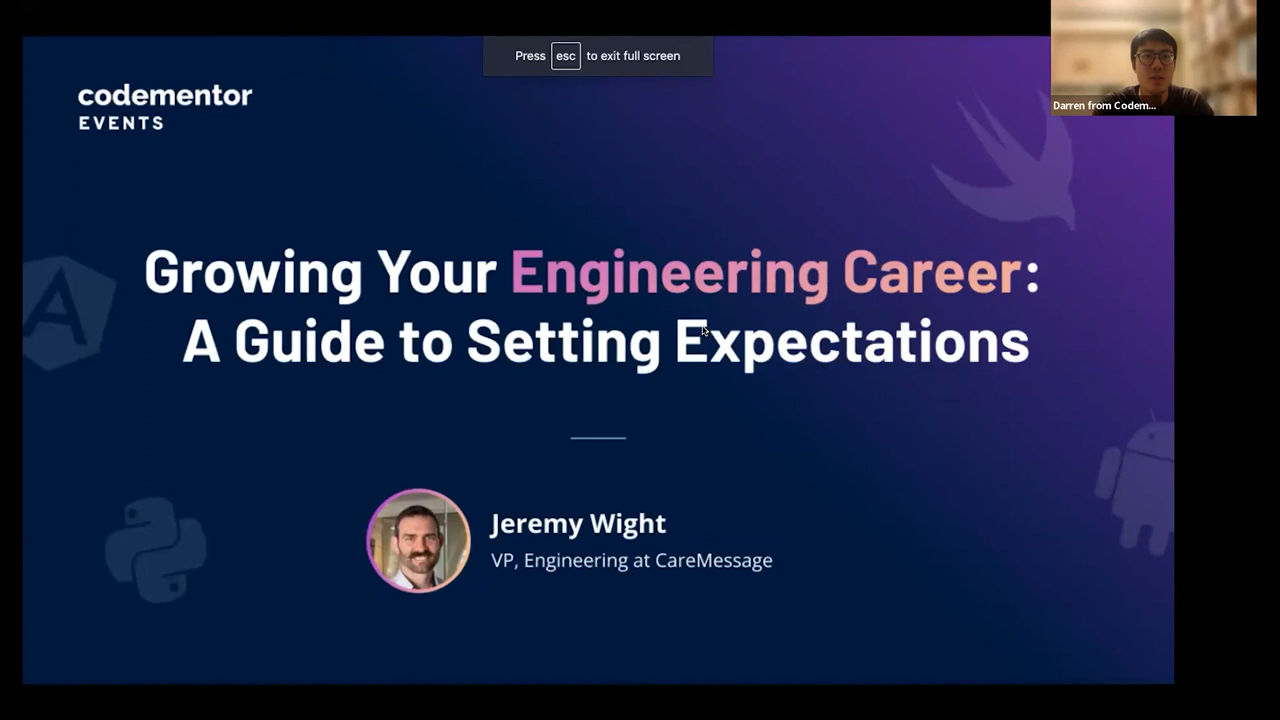 Press esc to exit full screen
Darren from Codem...
codementor
EVENTS
Growing Your Engineering Career:
A Guide to Setting Expectations
Jeremy Wight
VP, Engineering at CareMessage